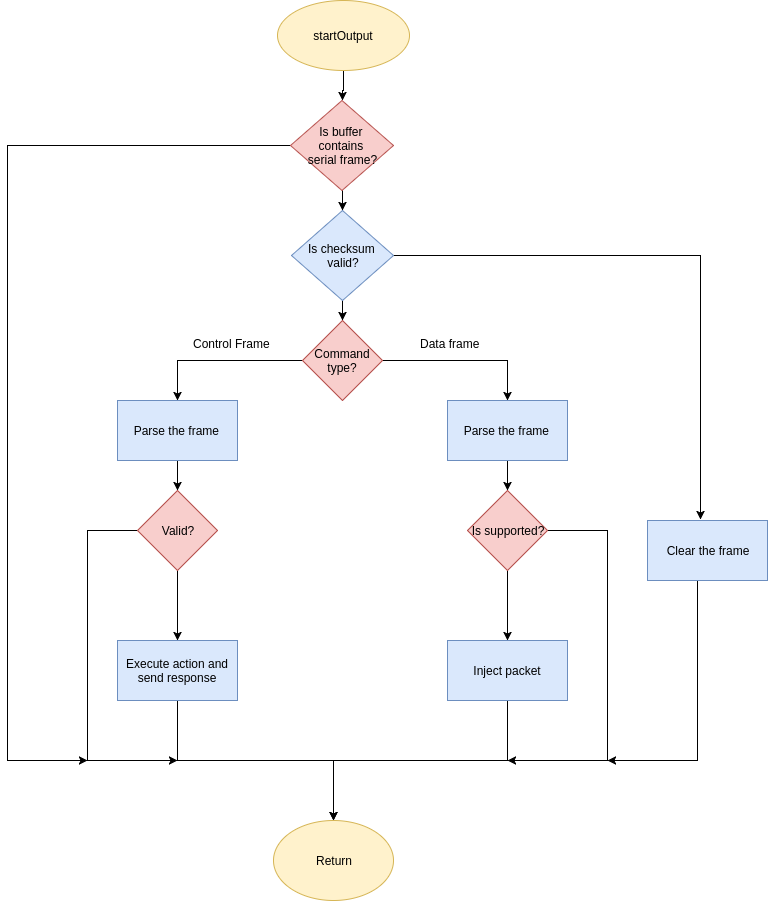 startOutput
Is buffer
contains
serial frame?
Is checksum
valid?
Control Frame
Data frame
Command
type?
Parse the frame
Parse the frame
Valid?
Is supported?
Clear the frame
Execute action and
send response
Inject packet
Return